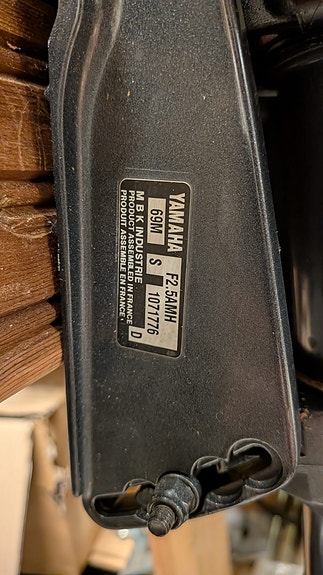 YAMAHA F2.5AMH
69M S 1071776
M B K INDUSTRIE
PRODUCT ASSEMBLED IN FRANCE
PRODUIT ASSEMBLE EN FRANCE D